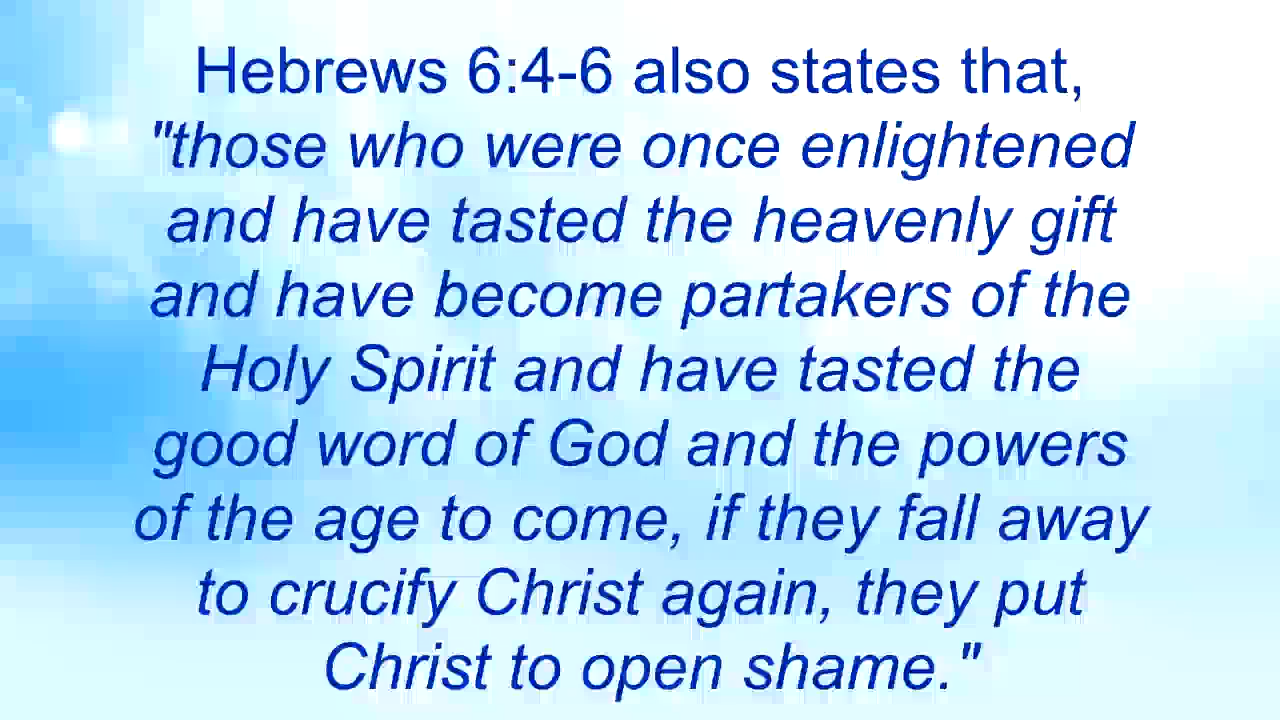 Hebrews 6:4-6 also states that,
"those who were once enlightened
and have tasted the heavenly gift
and have become partakers of the
Holy Spirit and have tasted the
good word of God and the powers
of the age to come, if they fall away
to crucify Christ again, they put
Christ to open shame."